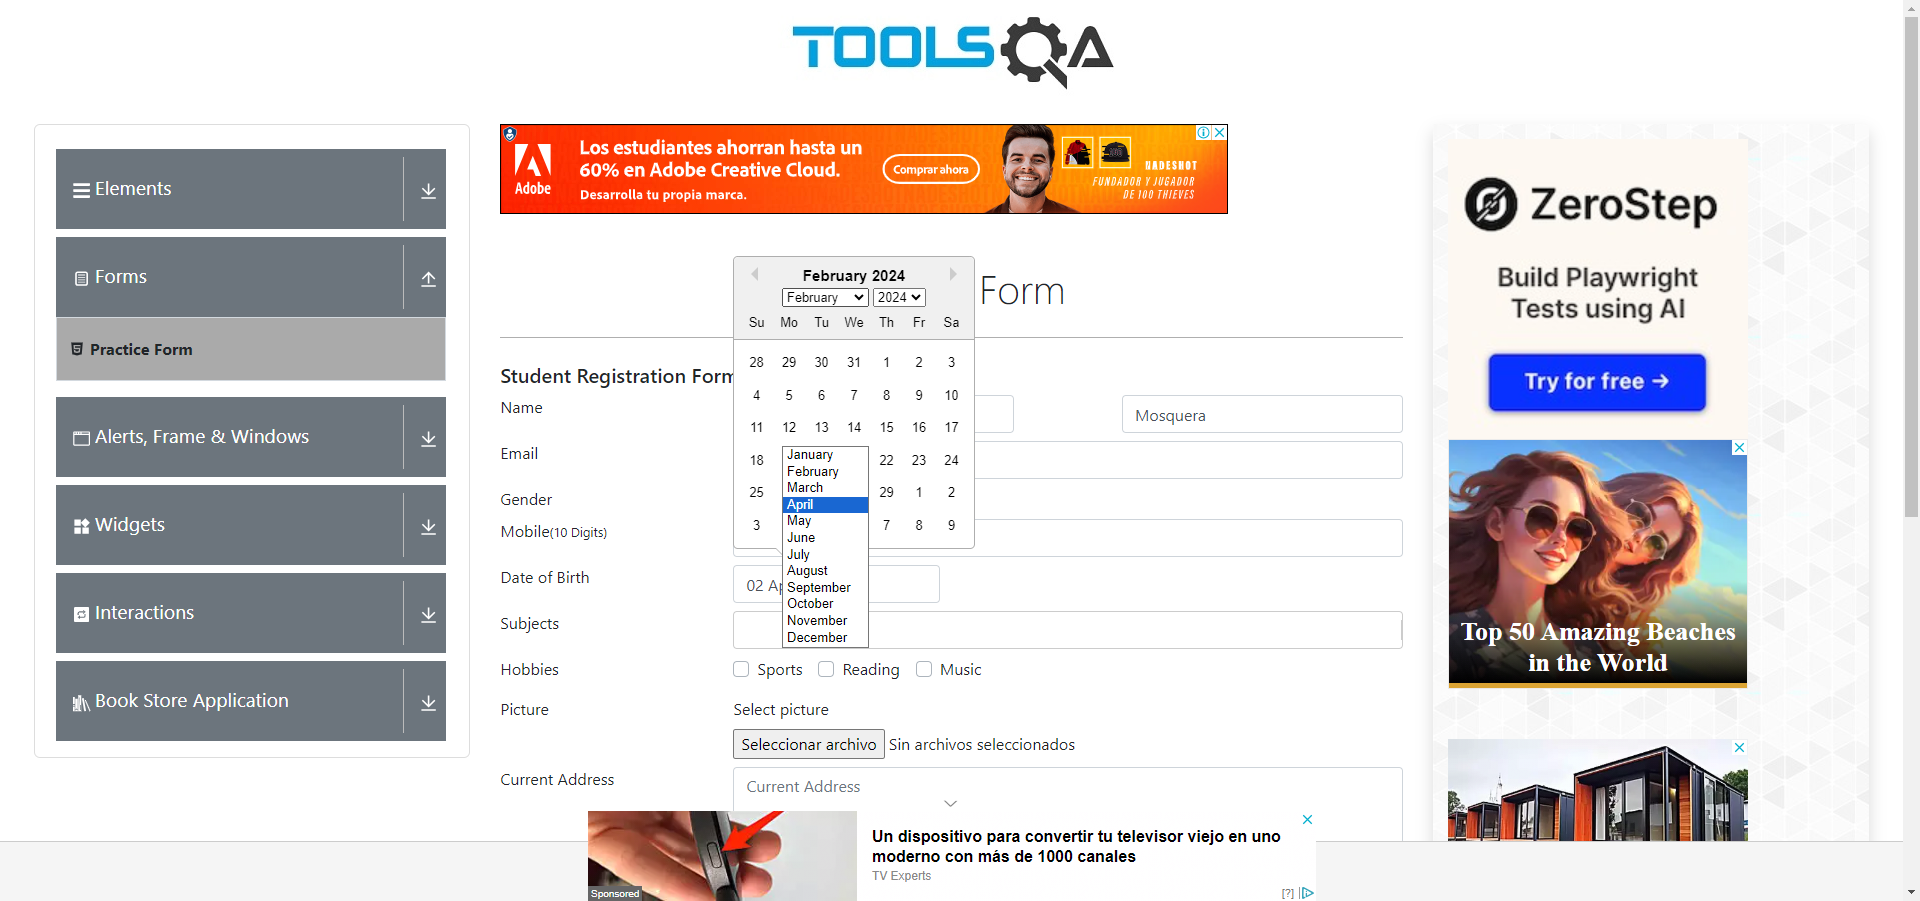 TOOLSQA
Elements
Forms
Practice Form
Alerts, Frame & Windows
Widgets
Interactions
Book Store Application
Adobe
Los estudiantes ahorran hasta un
60% en Adobe Creative Cloud.
Desarrolla tu propia marca.
Comprar ahora
NADESHOT
FUNDADOR Y JUGADOR
DE 100 THIEVES
Form
February 2024
February 2024
Su Mo Tu We Th Fr Sa
28 29 30 31 1 2 3
4 5 6 7 8 9 10
11 12 13 14 15 16 17
18 22 23 24
25 29 1 2
3 7 8 9
January
February
March
April
May
June
July
August
September
October
November
December
Student Registration Form
Name
Mosquera
Email
Gender
Mobile(10 Digits)
Date of Birth
02
Subjects
Hobbies
Sports Reading Music
Picture
Select picture
Seleccionar archivo Sin archivos seleccionados
Current Address
Current Address
Sponsored
Un dispositivo para convertir tu televisor viejo en uno
moderno con más de 1000 canales
TV Experts
[?]
ZeroStep
Build Playwright
Tests using AI
Try for free →
Top 50 Amazing Beaches
in the World